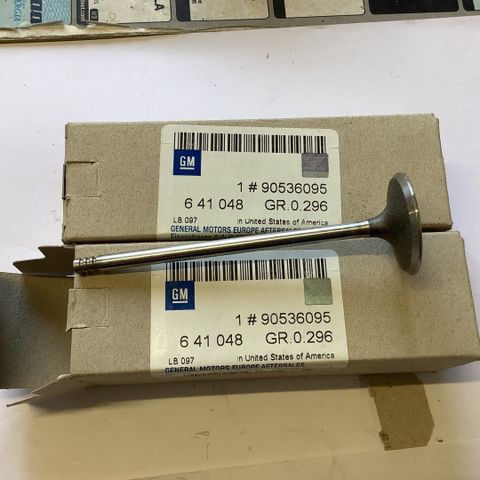 GM
1 # 90536095
6 41 048 GR.0.296
LB 097 in United States of America
GENERAL MOTORS EUROPE AFTERSALES
GM
1 # 90536095
6 41 048 GR.0.296
LB 097 in United States of America
GENERAL MOTORS EUROPE AFTERSALES